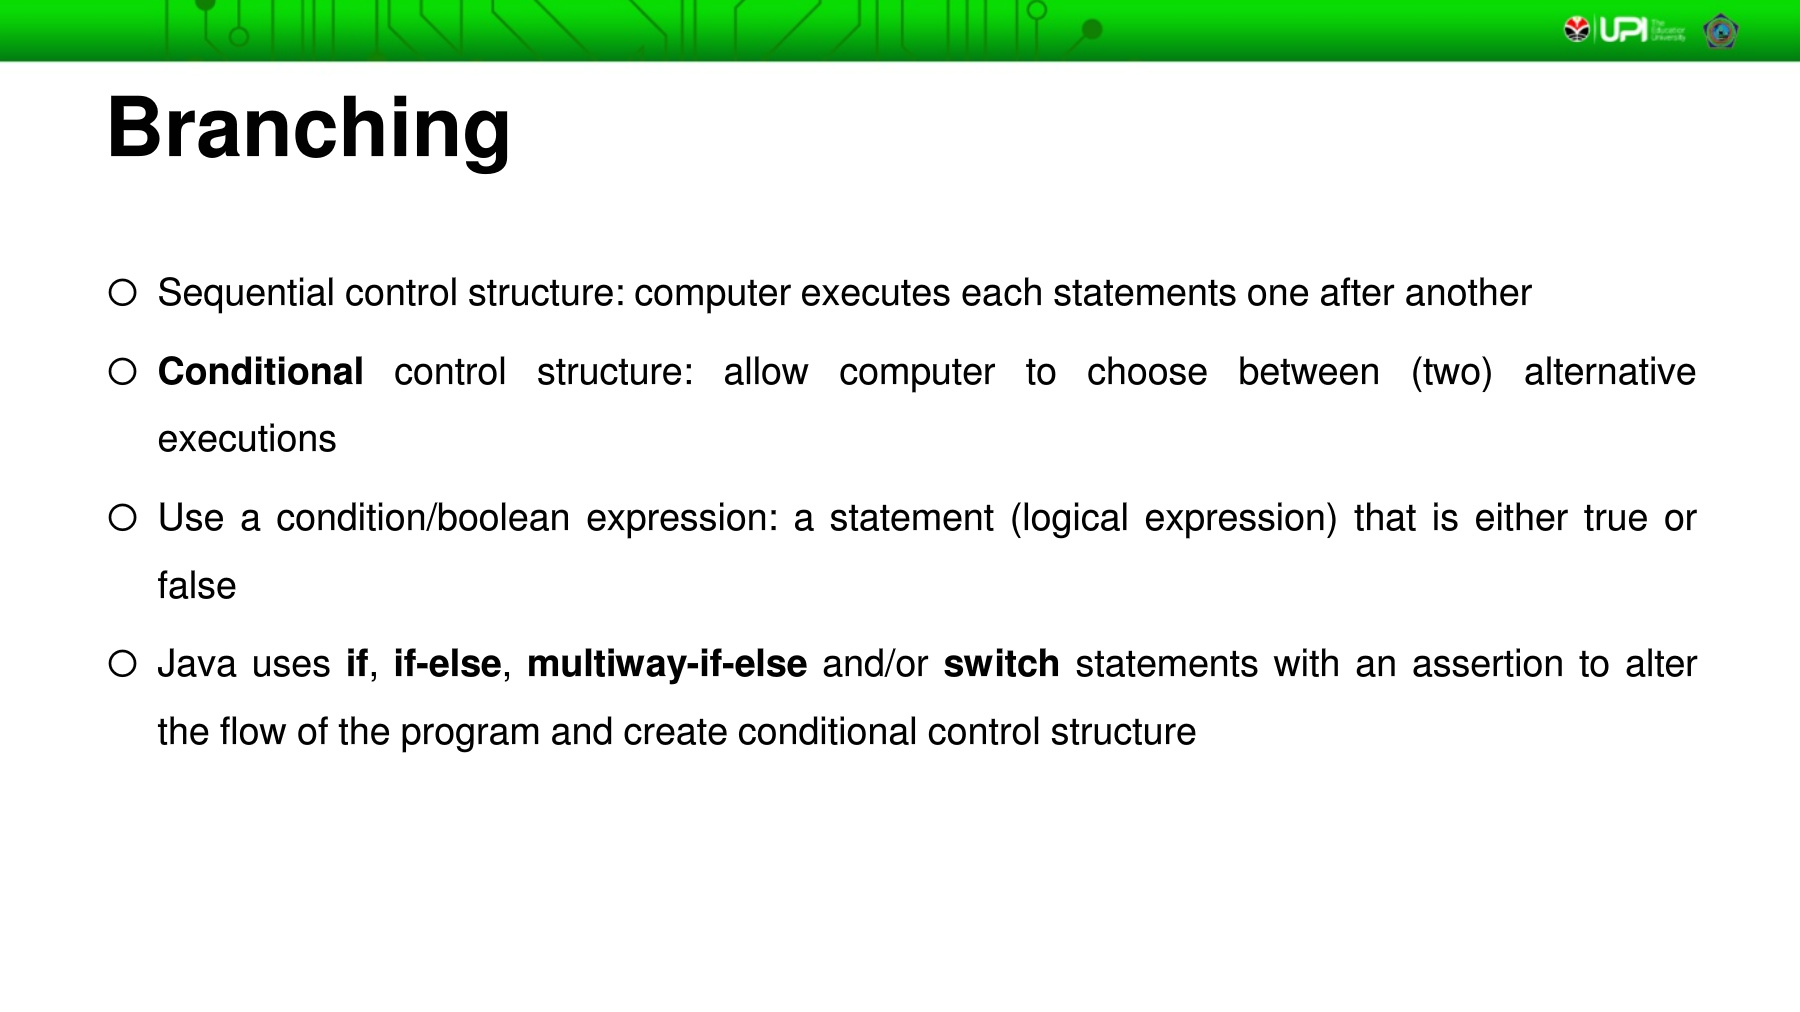 UPI
The
Education
University
Branching
Sequential control structure: computer executes each statements one after another
Conditional control structure: allow computer to choose between (two) alternative
executions
Use a condition/boolean expression: a statement (logical expression) that is either true or
false
Java uses if, if-else, multiway-if-else and/or switch statements with an assertion to alter
the flow of the program and create conditional control structure